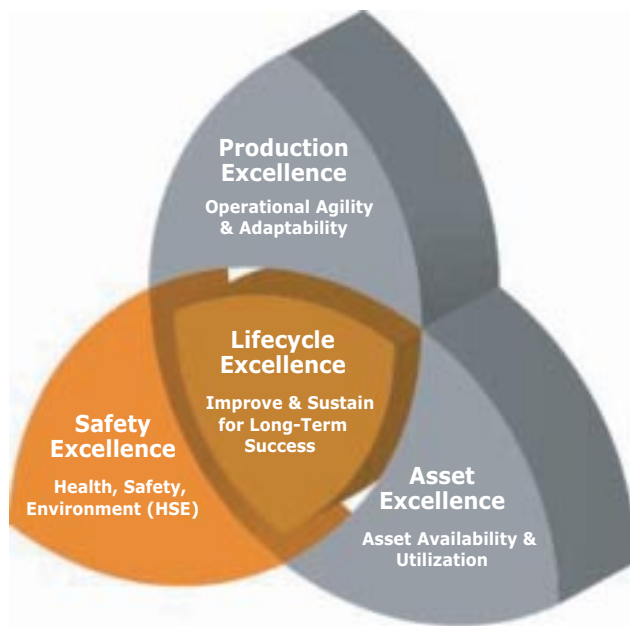 Production
Excellence
Operational Agility
& Adaptability
Lifecycle
Excellence
Improve & Sustain
for Long-Term
Success
Safety
Excellence
Health, Safety,
Environment (HSE)
Asset
Excellence
Asset Availability &
Utilization